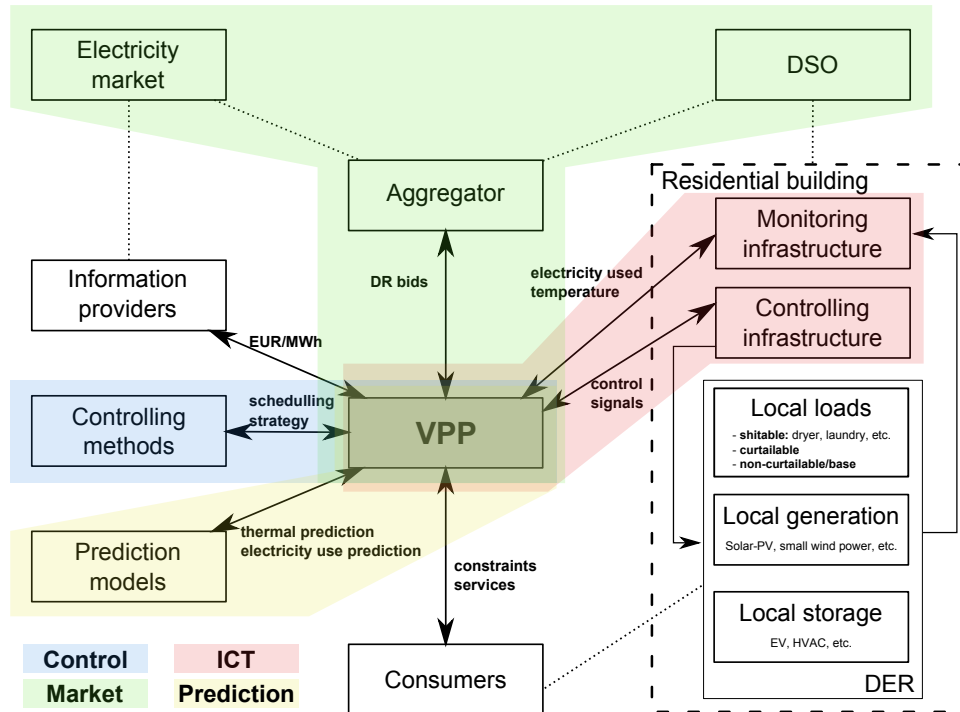 Electricity
market
DSO
Aggregator
Residential building
Monitoring
infrastructure
Information
providers
DR bids
electricity used
temperature
Controlling
infrastructure
EUR/MWh
Controlling
methods
schedulling
strategy
VPP
control
signals
Local loads
- shitable: dryer, laundry, etc.
- curtailable
- non-curtailable/base
Prediction
models
thermal prediction
electricity use prediction
Local generation
Solar-PV, small wind power, etc.
constraints
services
Local storage
EV, HVAC, etc.
Control
ICT
Market
Prediction
Consumers
DER